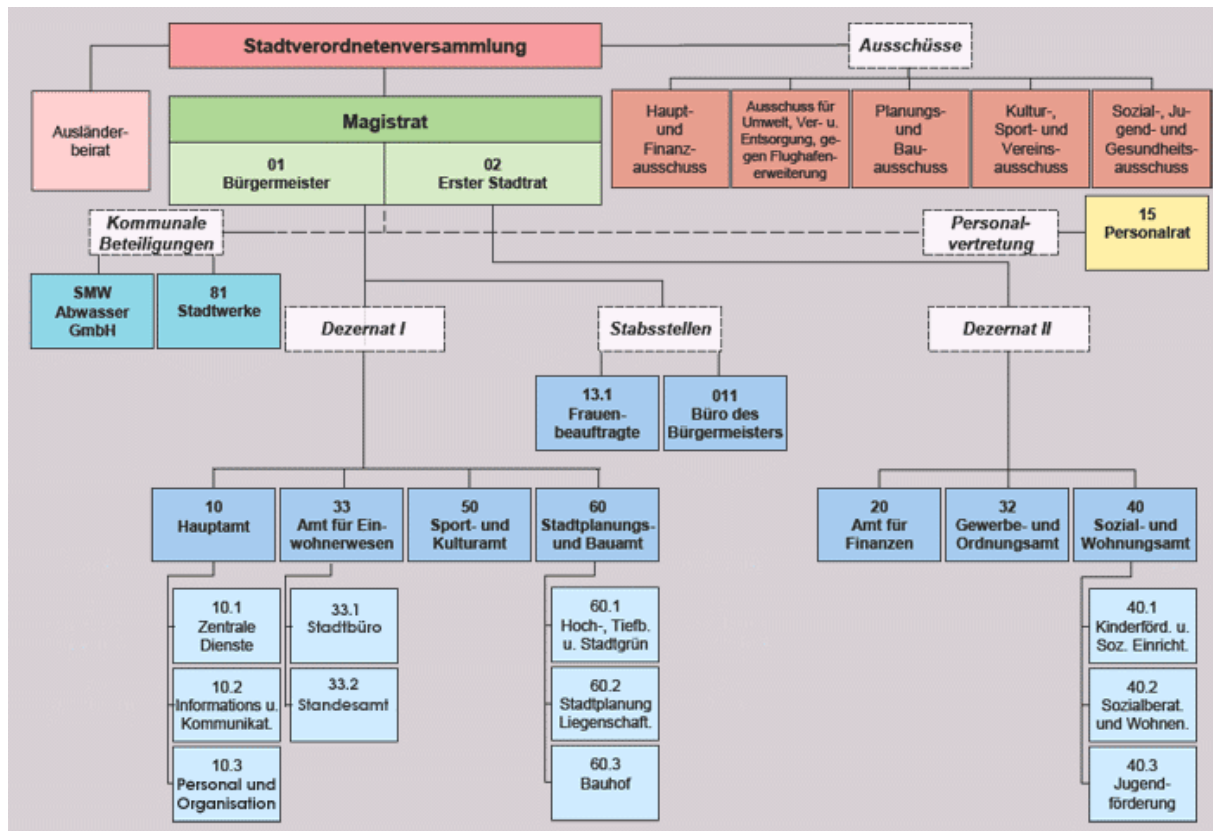 Stadtverordnetenversammlung
Ausschüsse
Ausländer-
beirat
Magistrat
01
Bürgermeister
02
Erster Stadtrat
Haupt-
und
Finanz-
ausschuss
Ausschuss für
Umwelt, Ver- u.
Entsorgung, ge-
gen Flughafen-
erweiterung
Planungs-
und
Bau-
ausschuss
Kultur-,
Sport- und
Vereins-
ausschuss
Sozial-, Ju-
gend- und
Gesundheits-
ausschuss
Kommunale
Beteiligungen
Personal-
vertretung
15
Personalrat
SMW
Abwasser
GmbH
81
Stadtwerke
Dezernat I
Stabsstellen
Dezernat II
13.1
Frauen-
beauftragte
011
Büro des
Bürgermeisters
10
Hauptamt
33
Amt für Ein-
wohnerwesen
50
Sport- und
Kulturamt
60
Stadtplanungs-
und Bauamt
20
Amt für
Finanzen
32
Gewerbe- und
Ordnungsamt
40
Sozial- und
Wohnungsamt
10.1
Zentrale
Dienste
33.1
Stadtbüro
60.1
Hoch-, Tiefb.
u. Stadtgrün
40.1
Kinderförd. u.
Soz. Einricht.
10.2
Informations u.
Kommunikat.
33.2
Standesamt
60.2
Stadtplanung
Liegenschaft.
40.2
Sozialberat.
und Wohnen.
10.3
Personal und
Organisation
60.3
Bauhof
40.3
Jugend-
förderung